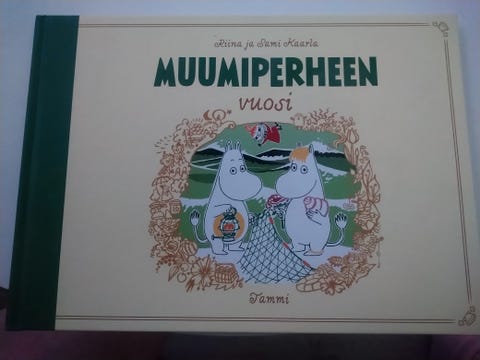 Riina ja Sami Kaarla
MUUMIPERHEEN
vuosi
Tammi